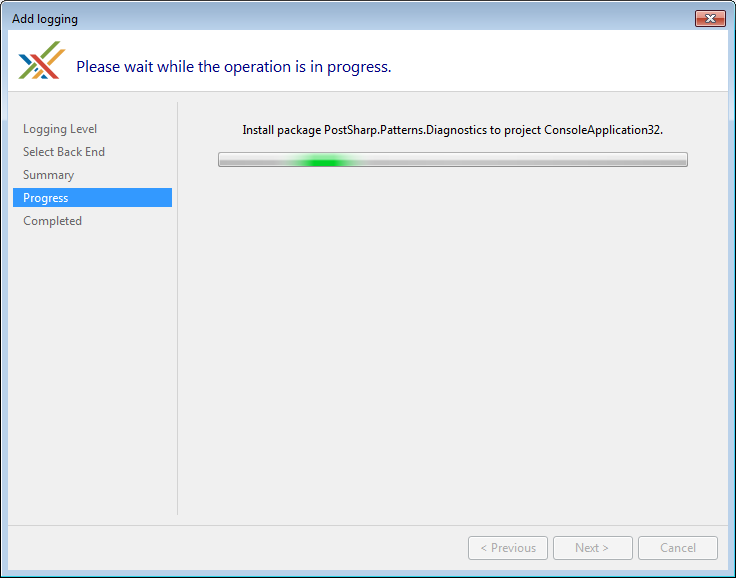 Add logging
Please wait while the operation is in progress.
Logging Level
Select Back End
Summary
Progress
Completed
Install package PostSharp.Patterns.Diagnostics to project ConsoleApplication32.
< Previous
Next >
Cancel